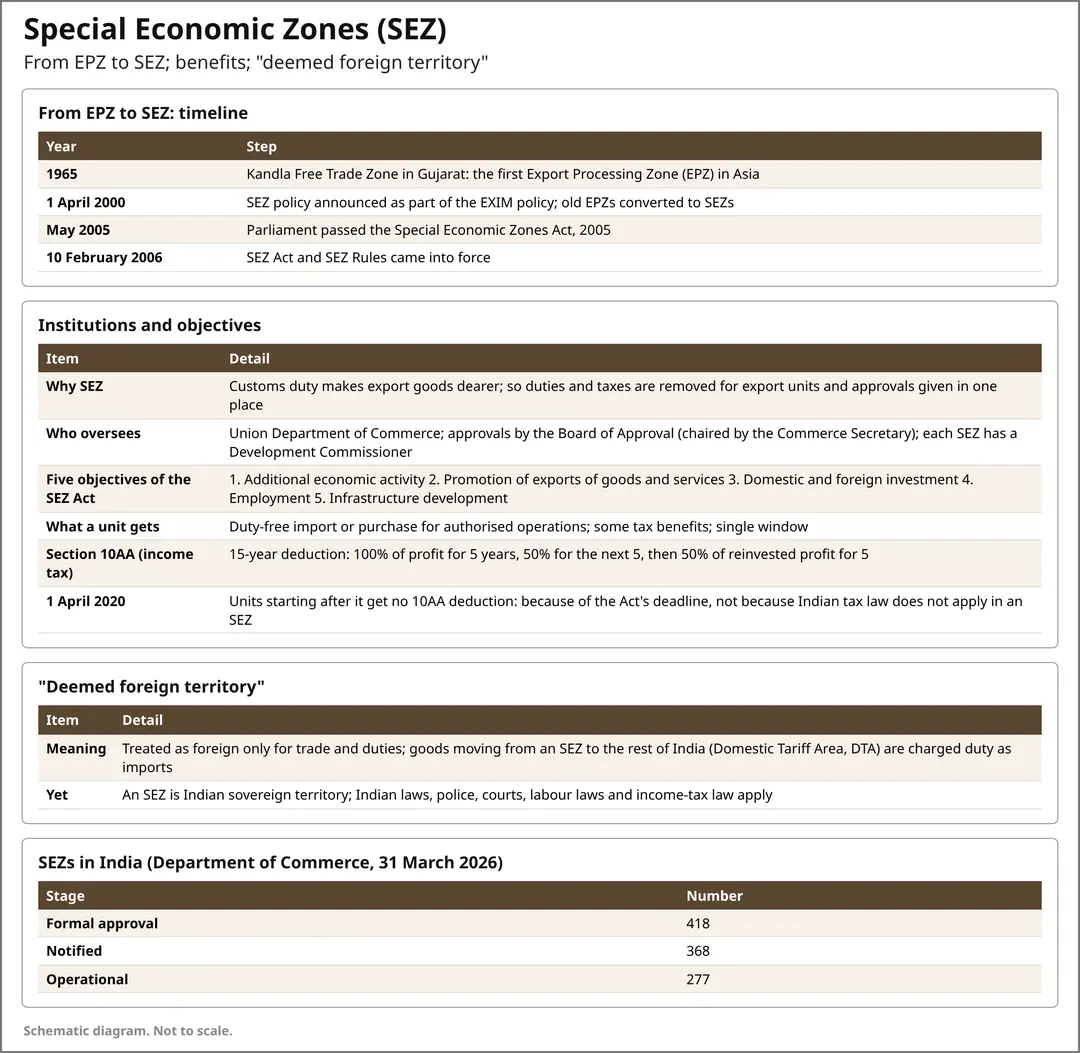 Special Economic Zones (SEZ)
From EPZ to SEZ; benefits; "deemed foreign territory"
From EPZ to SEZ: timeline
Year Step
1965 Kandla Free Trade Zone in Gujarat: the first Export Processing Zone (EPZ) in Asia
1 April 2000 SEZ policy announced as part of the EXIM policy; old EPZs converted to SEZs
May 2005 Parliament passed the Special Economic Zones Act, 2005
10 February 2006 SEZ Act and SEZ Rules came into force
Institutions and objectives
Item Detail
Why SEZ Customs duty makes export goods dearer; so duties and taxes are removed for export units and approvals given in one
place
Who oversees Union Department of Commerce; approvals by the Board of Approval (chaired by the Commerce Secretary); each SEZ has a
Development Commissioner
Five objectives of the 1. Additional economic activity 2. Promotion of exports of goods and services 3. Domestic and foreign investment 4.
SEZ Act Employment 5. Infrastructure development
What a unit gets Duty-free import or purchase for authorised operations; some tax benefits; single window
Section 10AA (income 15-year deduction: 100% of profit for 5 years, 50% for the next 5, then 50% of reinvested profit for 5
tax)
1 April 2020 Units starting after it get no 10AA deduction: because of the Act's deadline, not because Indian tax law does not apply in an
SEZ
"Deemed foreign territory"
Item Detail
Meaning Treated as foreign only for trade and duties; goods moving from an SEZ to the rest of India (Domestic Tariff Area, DTA) are charged duty as
imports
Yet An SEZ is Indian sovereign territory; Indian laws, police, courts, labour laws and income-tax law apply
SEZs in India (Department of Commerce, 31 March 2026)
Stage Number
Formal approval 418
Notified 368
Operational 277
Schematic diagram. Not to scale.